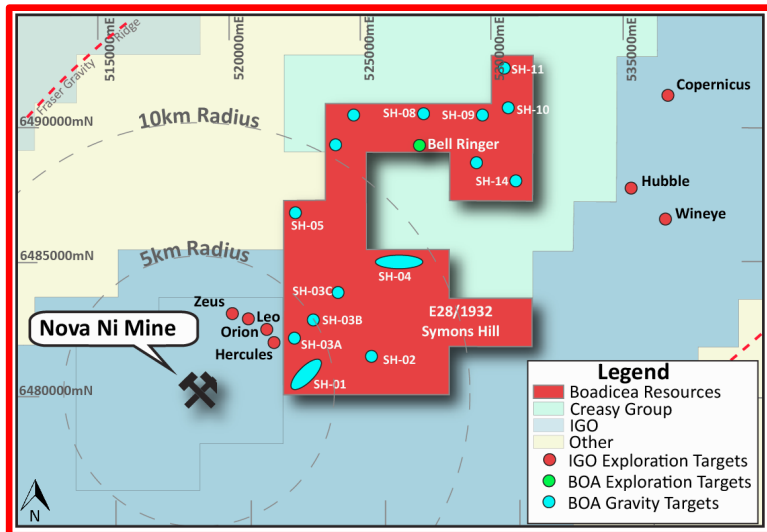 515000mE
520000mE
525000mE
530000mE
535000mE
Fraser Gravity Ridge
SH-11
Copernicus
10km Radius
6490000mN
SH-08
SH-09
SH-10
Bell Ringer
SH-14
Hubble
SH-05
Wineye
5km Radius
6485000mN
SH-04
SH-03C
Zeus
Leo
SH-03B
E28/1932
Symons Hill
Nova Ni Mine
Orion
SH-03A
Hercules
SH-02
SH-01
6480000mN
Legend
Boadicea Resources
Creasy Group
IGO
Other
IGO Exploration Targets
BOA Exploration Targets
BOA Gravity Targets
N